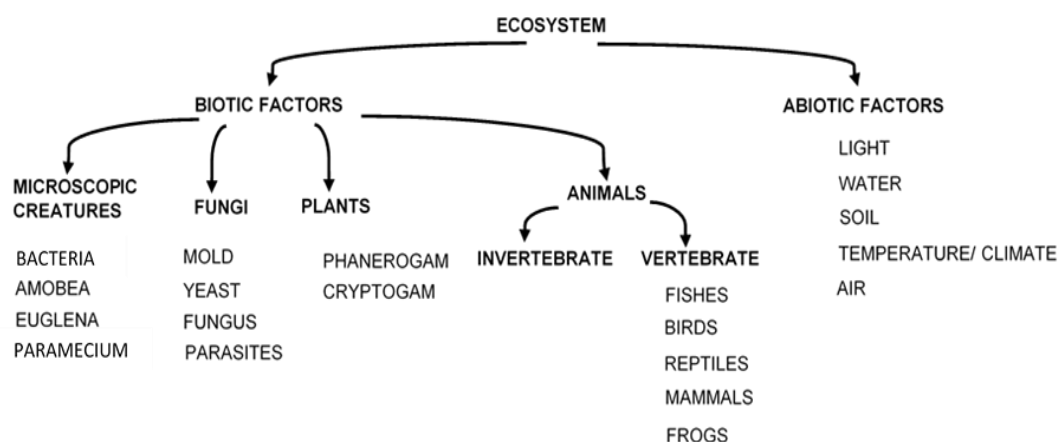 ECOSYSTEM
BIOTIC FACTORS
ABIOTIC FACTORS
MICROSCOPIC
CREATURES
BACTERIA
AMOBEA
EUGLENA
PARAMECIUM
FUNGI
MOLD
YEAST
FUNGUS
PARASITES
PLANTS
PHANEROGAM
CRYPTOGAM
ANIMALS
INVERTEBRATE
VERTEBRATE
FISHES
BIRDS
REPTILES
MAMMALS
FROGS
LIGHT
WATER
SOIL
TEMPERATURE/ CLIMATE
AIR